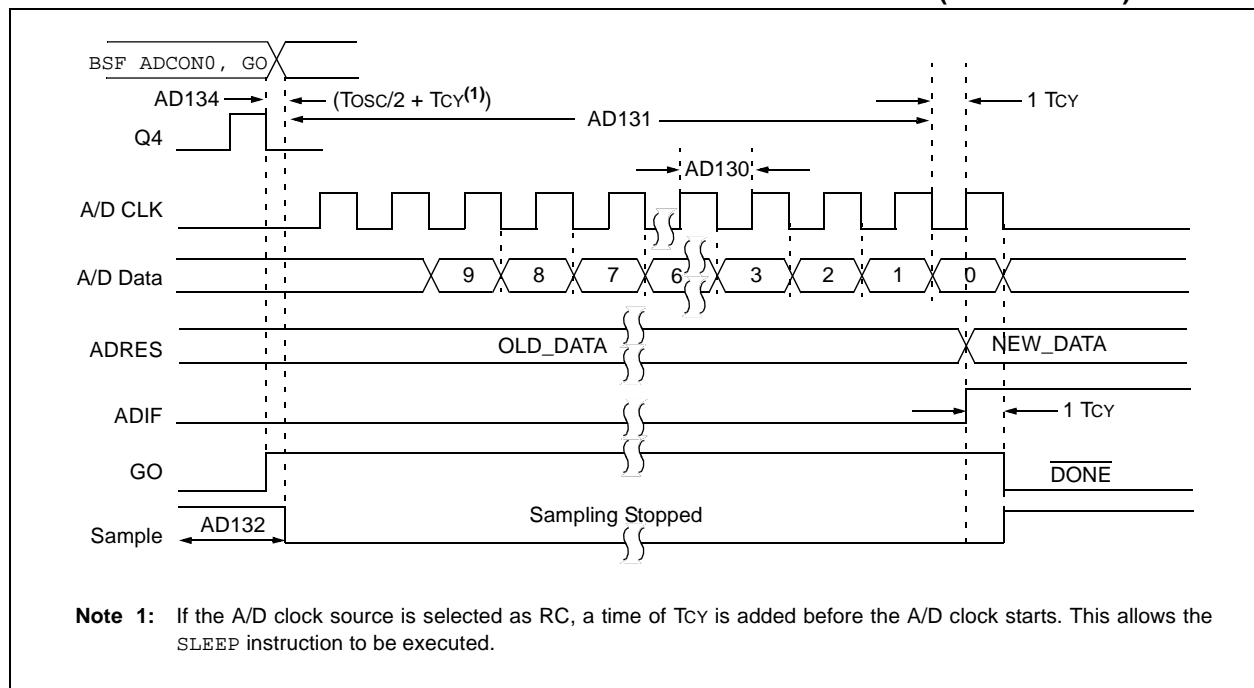 BSF ADCON0, GO
AD134
(TOSC/2 + TCY(1))
1 TCY
AD131
Q4
AD130
A/D CLK
A/D Data
9 8 7 6 3 2 1 0
ADRES
OLD_DATA
NEW_DATA
ADIF
1 TCY
GO
DONE
Sample
AD132
Sampling Stopped
Note 1: If the A/D clock source is selected as RC, a time of TCY is added before the A/D clock starts. This allows the
SLEEP instruction to be executed.